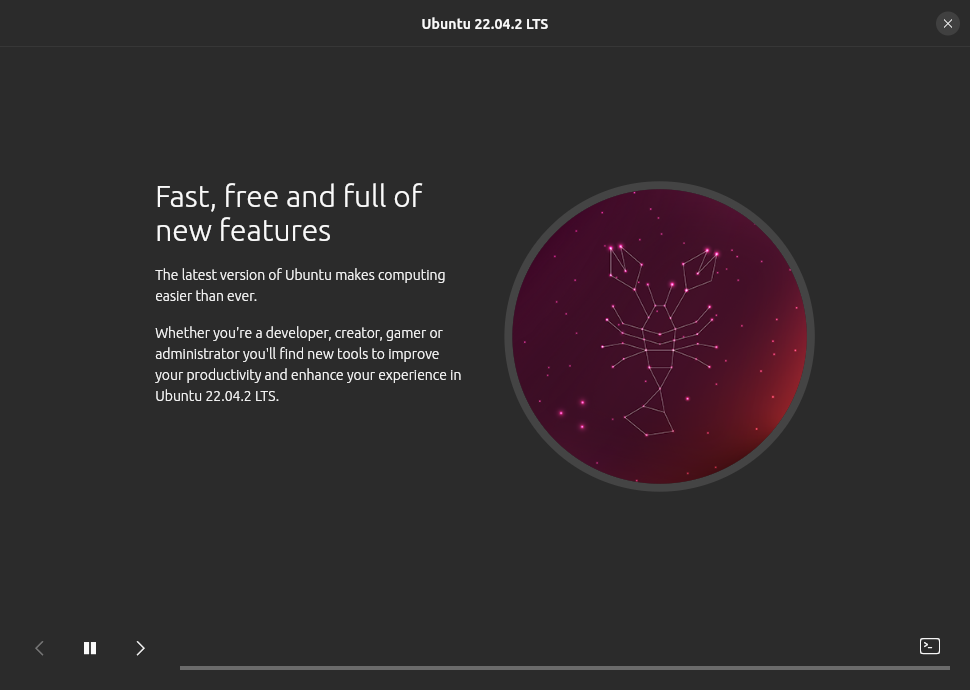 Ubuntu 22.04.2 LTS
Fast, free and full of
new features
The latest version of Ubuntu makes computing
easier than ever.
Whether you're a developer, creator, gamer or
administrator you'll find new tools to improve
your productivity and enhance your experience in
Ubuntu 22.04.2 LTS.